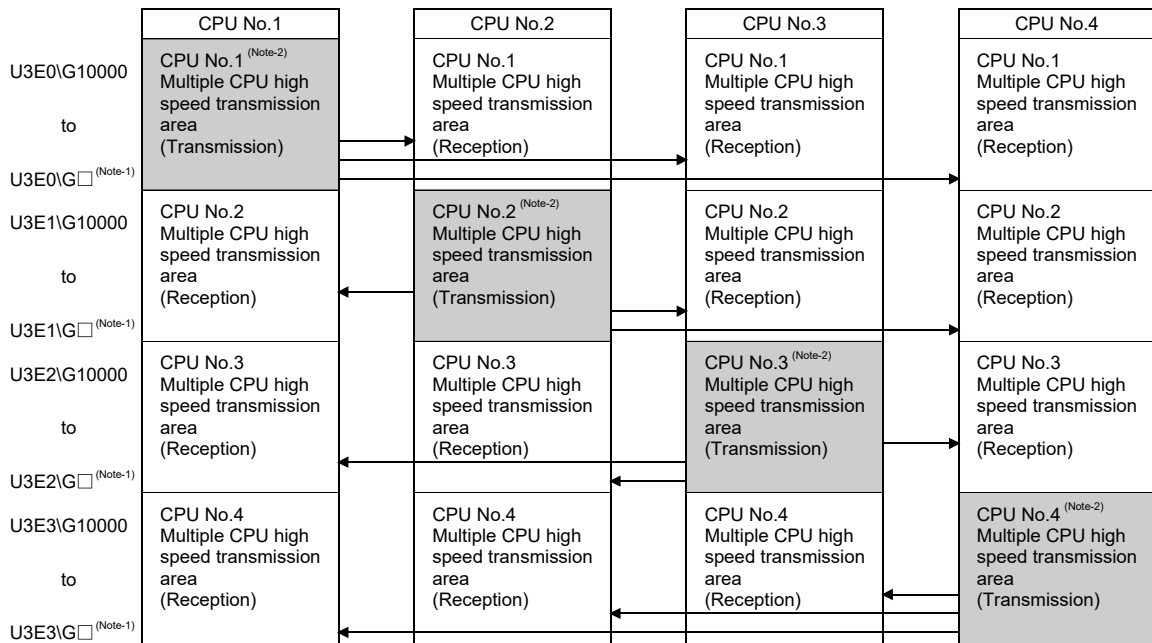 CPU No.1
CPU No.2
CPU No.3
CPU No.4
U3E0\G10000
to
U3E0\G□ (Note-1)
CPU No.1 (Note-2)
Multiple CPU high
speed transmission
area
(Transmission)
CPU No.1
Multiple CPU high
speed transmission
area
(Reception)
CPU No.1
Multiple CPU high
speed transmission
area
(Reception)
CPU No.1
Multiple CPU high
speed transmission
area
(Reception)
U3E1\G10000
to
U3E1\G□ (Note-1)
CPU No.2
Multiple CPU high
speed transmission
area
(Reception)
CPU No.2 (Note-2)
Multiple CPU high
speed transmission
area
(Transmission)
CPU No.2
Multiple CPU high
speed transmission
area
(Reception)
CPU No.2
Multiple CPU high
speed transmission
area
(Reception)
U3E2\G10000
to
U3E2\G□ (Note-1)
CPU No.3
Multiple CPU high
speed transmission
area
(Reception)
CPU No.3
Multiple CPU high
speed transmission
area
(Reception)
CPU No.3 (Note-2)
Multiple CPU high
speed transmission
area
(Transmission)
CPU No.3
Multiple CPU high
speed transmission
area
(Reception)
U3E3\G10000
to
U3E3\G□ (Note-1)
CPU No.4
Multiple CPU high
speed transmission
area
(Reception)
CPU No.4
Multiple CPU high
speed transmission
area
(Reception)
CPU No.4
Multiple CPU high
speed transmission
area
(Reception)
CPU No.4 (Note-2)
Multiple CPU high
speed transmission
area
(Transmission)